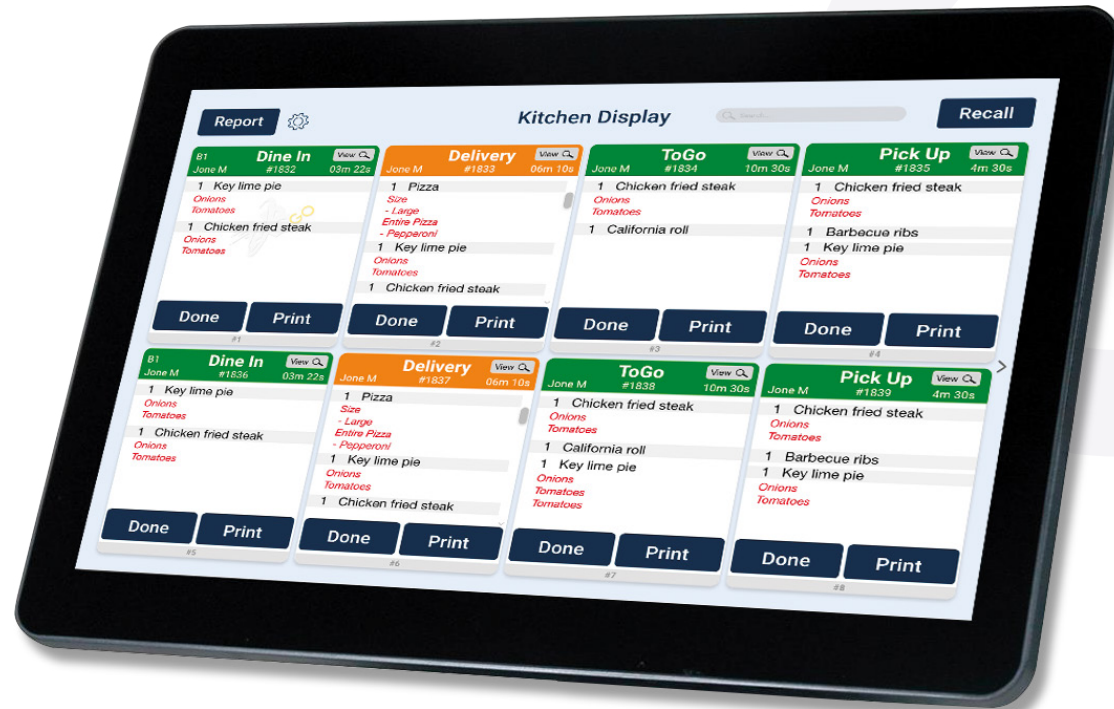 Report
Kitchen Display
Search...
Recall
B1 Dine In View
Jone M #1832 03m 22s
1 Key lime pie
Onions
Tomatoes
1 Chicken fried steak
Onions
Tomatoes
Done Print
#1
Delivery View
Jone M #1833 06m 10s
1 Pizza
Size
- Large
Entire Pizza
- Pepperoni
1 Key lime pie
Onions
Tomatoes
1 Chicken fried steak
Done Print
#2
ToGo View
Jone M #1834 10m 30s
1 Chicken fried steak
Onions
Tomatoes
1 California roll
Done Print
#3
Pick Up View
Jone M #1835 4m 30s
1 Chicken fried steak
Onions
Tomatoes
1 Barbecue ribs
1 Key lime pie
Onions
Tomatoes
Done Print
#4
B1 Dine In View
Jone M #1836 03m 22s
1 Key lime pie
Onions
Tomatoes
1 Chicken fried steak
Onions
Tomatoes
Done Print
#5
Delivery View
Jone M #1837 06m 10s
1 Pizza
Size
- Large
Entire Pizza
- Pepperoni
1 Key lime pie
Onions
Tomatoes
1 Chicken fried steak
Done Print
#6
ToGo View
Jone M #1838 10m 30s
1 Chicken fried steak
Onions
Tomatoes
1 California roll
1 Key lime pie
Onions
Tomatoes
Tomatoes
Done Print
#7
Pick Up View
Jone M #1839 4m 30s
1 Chicken fried steak
Onions
Tomatoes
1 Barbecue ribs
1 Key lime pie
Onions
Tomatoes
Done Print
#8